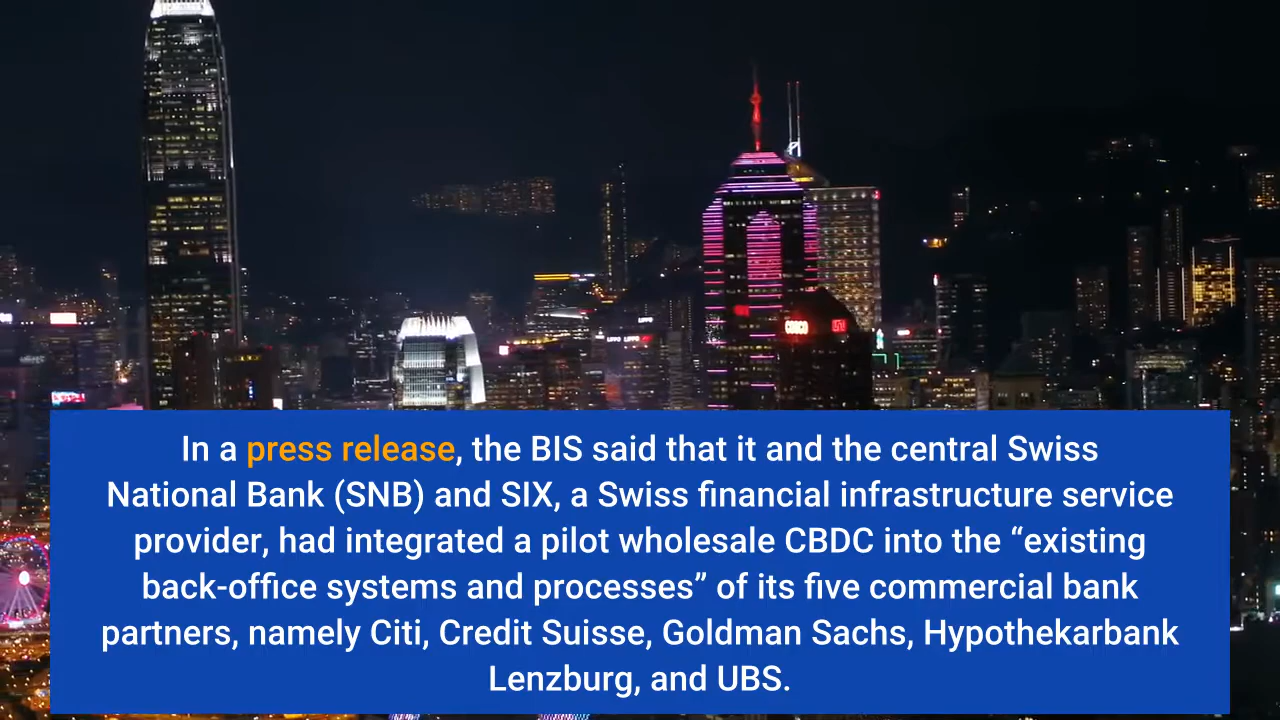 In a press release, the BIS said that it and the central Swiss
National Bank (SNB) and SIX, a Swiss financial infrastructure service
provider, had integrated a pilot wholesale CBDC into the “existing
back-office systems and processes” of its five commercial bank
partners, namely Citi, Credit Suisse, Goldman Sachs, Hypothekarbank
Lenzburg, and UBS.